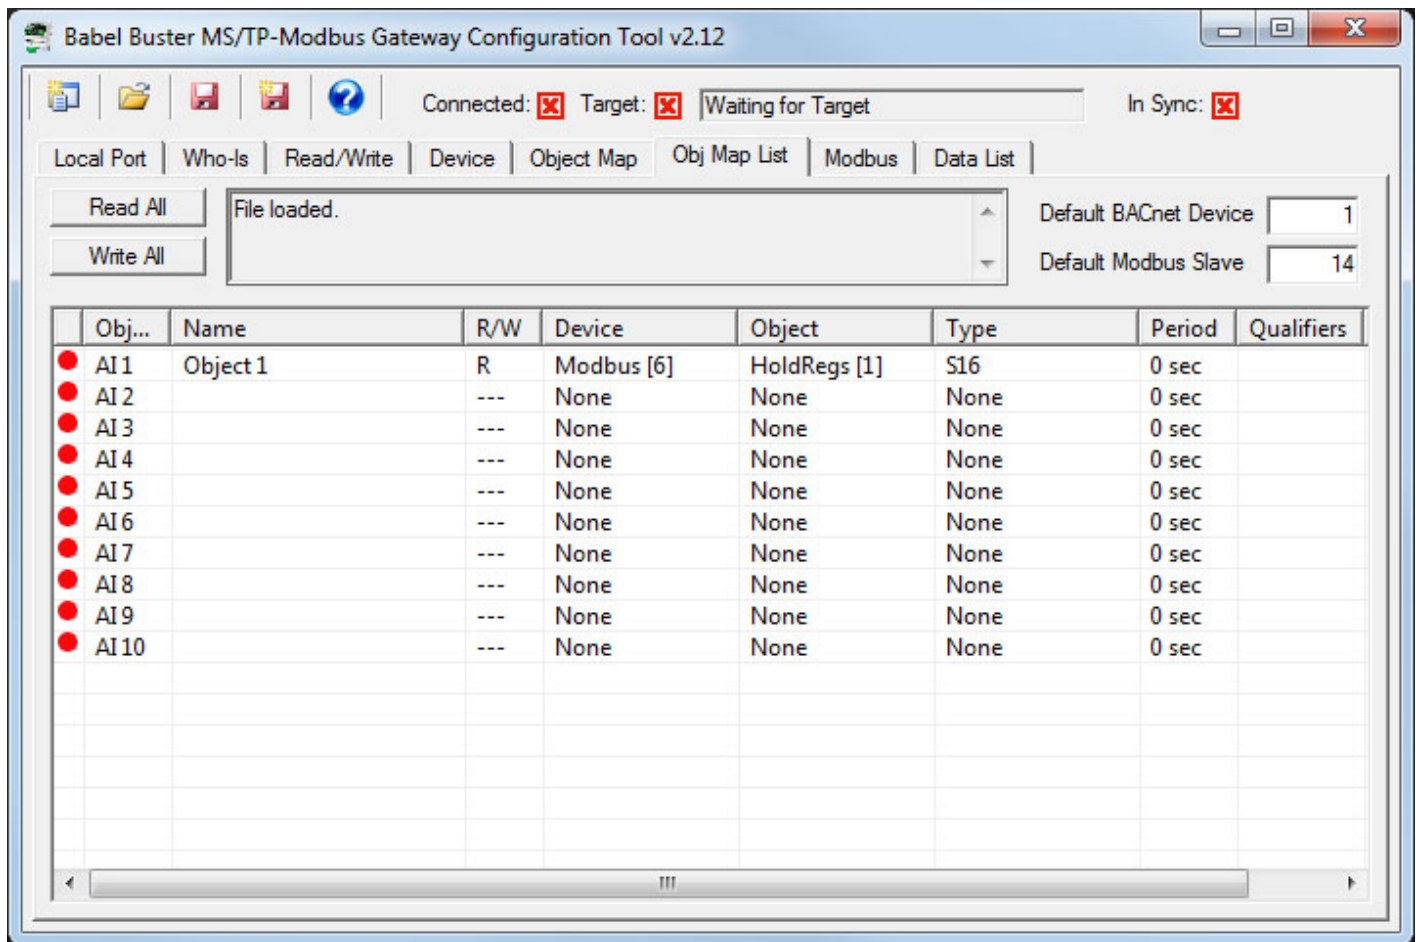 Babel Buster MS/TP-Modbus Gateway Configuration Tool v2.12
Connected: Target: Waiting for Target In Sync:
Local Port Who-Is Read/Write Device Object Map Obj Map List Modbus Data List
Read All File loaded. Default BACnet Device 1
Write All Default Modbus Slave 14
Obj... Name R/W Device Object Type Period Qualifiers
AI 1 Object 1 R Modbus [6] HoldRegs [1] S16 0 sec
AI 2 --- None None None 0 sec
AI 3 --- None None None 0 sec
AI 4 --- None None None 0 sec
AI 5 --- None None None 0 sec
AI 6 --- None None None 0 sec
AI 7 --- None None None 0 sec
AI 8 --- None None None 0 sec
AI 9 --- None None None 0 sec
AI 10 --- None None None 0 sec